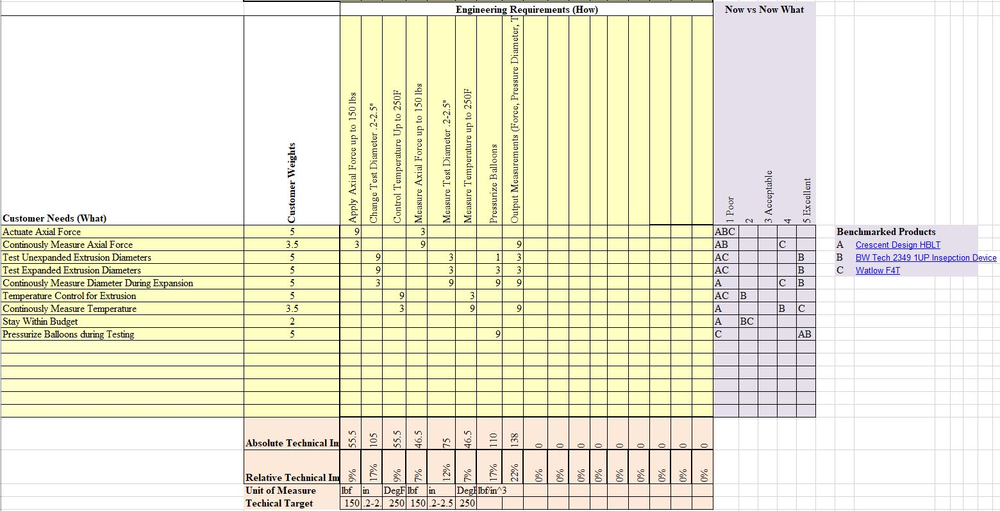 Engineering Requirements (How) Now vs Now What
Customer Needs (What)
Customer Weights
Apply Axial Force up to 150 lbs
Change Test Diameter .2-2.5"
Control Temperature Up to 250F
Measure Axial Force up to 150 lbs
Measure Test Diameter .2-2.5"
Measure Temperature up to 250F
Pressurize Balloons
Output Measurements (Force, Pressure Diameter, T
1 Poor
2
3 Acceptable
4
5 Excellent
Actuate Axial Force 5 9 3 ABC Benchmarked Products
Continously Measure Axial Force 3.5 3 9 9 AB C A Crescent Design HBLT
Test Unexpanded Extrusion Diameters 5 9 3 1 3 AC B B BW Tech 2349 1UP Insepction Device
Test Expanded Extrusion Diameters 5 9 3 3 3 AC B C Watlow F4T
Continously Measure Diameter During Expansion 5 3 9 9 9 A C B
Temperature Control for Extrusion 5 9 3 AC B
Continously Measure Temperature 3.5 3 9 9 A B C
Stay Within Budget 2 A BC
Pressurize Balloons during Testing 5 9 C AB
Absolute Technical Im 55.5 105 55.5 46.5 75 46.5 110 138 0 0 0 0 0 0 0 0 0
Relative Technical Im 9% 17% 9% 7% 12% 7% 17% 22% 0% 0% 0% 0% 0% 0% 0% 0% 0%
Unit of Measure lbf in DegF lbf in DegF lbf/in^3
Techical Target 150 .2-2. 250 150 .2-2.5 250